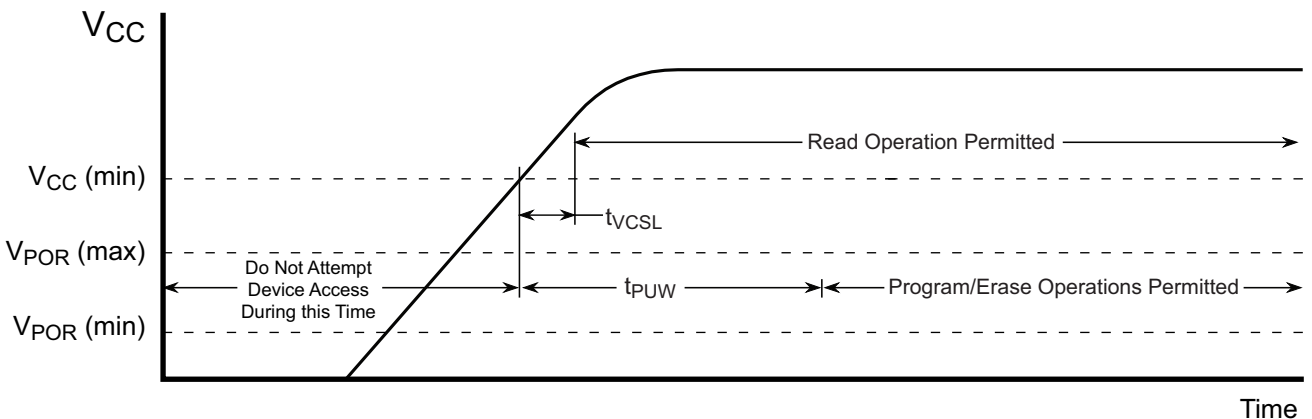 VCC
Read Operation Permitted
VCC (min)
tVCSL
VPOR (max)
Do Not Attempt
Device Access
During this Time
tPUW
Program/Erase Operations Permitted
VPOR (min)
Time